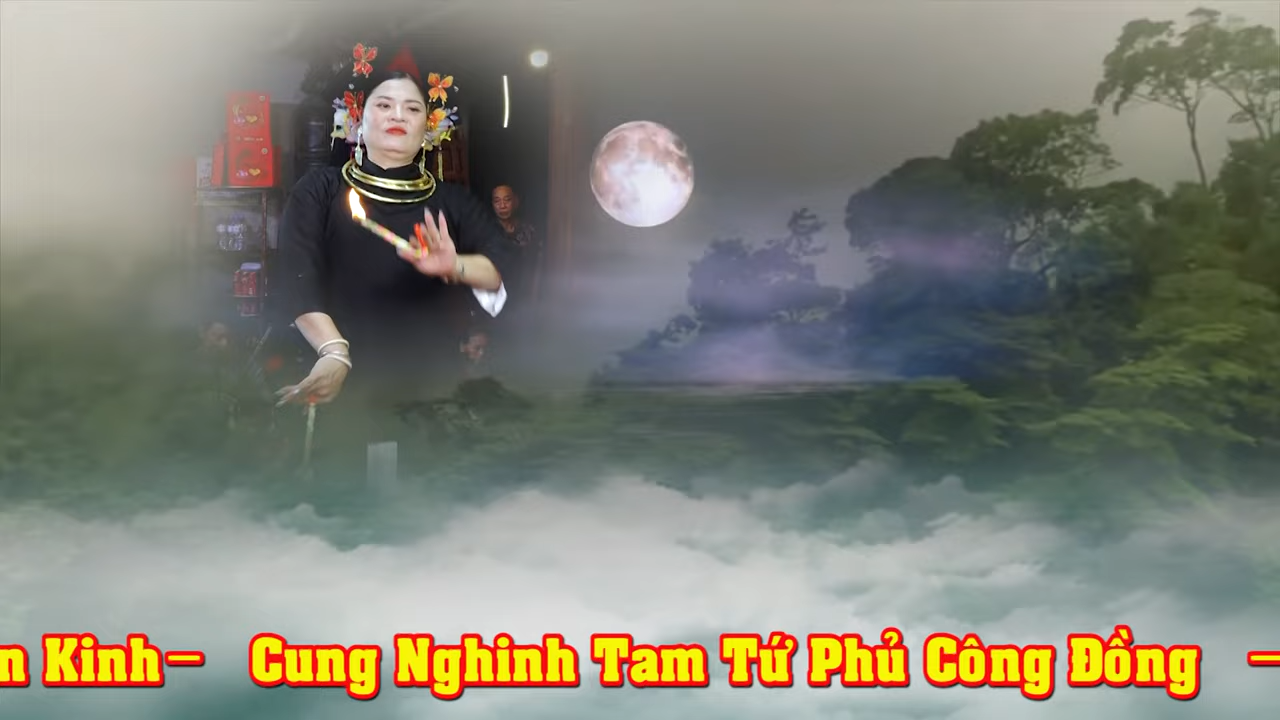 n Kinh– Cung Nghinh Tam Tứ Phủ Công Đồng –